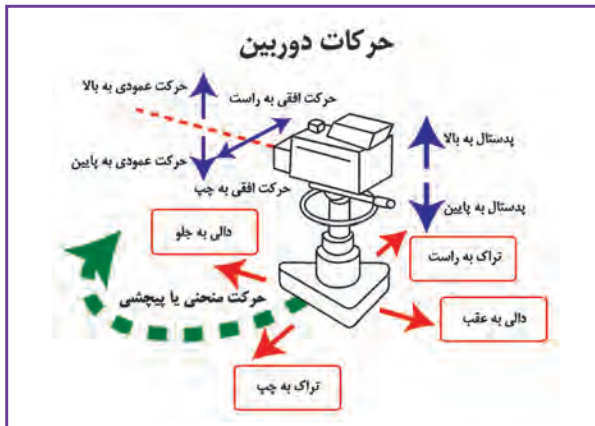 حرکات دوربین
حرکت عمودی به بالا
حرکت افقی به راست
پدستال به بالا
حرکت عمودی به پایین
حرکت افقی به چپ
پدستال به پایین
دالی به جلو
تراک به راست
حرکت منحنی یا پیچشی
دالی به عقب
تراک به چپ